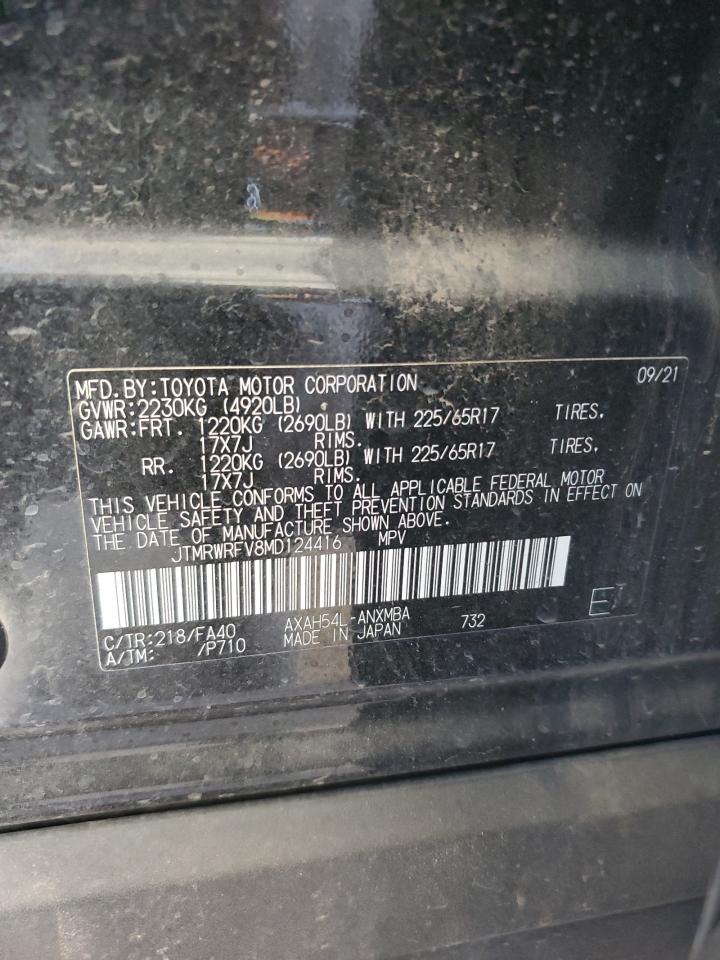 MFD.BY:TOYOTA MOTOR CORPORATION 09/21
GVWR:2230KG (4920LB)
GAWR:FRT. 1220KG (2690LB) WITH 225/65R17 TIRES,
17X7J RIMS.
RR. 1220KG (2690LB) WITH 225/65R17 TIRES,
17X7J RIMS.
THIS VEHICLE CONFORMS TO ALL APPLICABLE FEDERAL MOTOR
VEHICLE SAFETY AND THEFT PREVENTION STANDARDS IN EFFECT ON
THE DATE OF MANUFACTURE SHOWN ABOVE.
JTMRWRFV8MD124416 MPV
C/TR:218/FA40 AXAH54L-ANXMBA 732
A/TM: /P710 MADE IN JAPAN